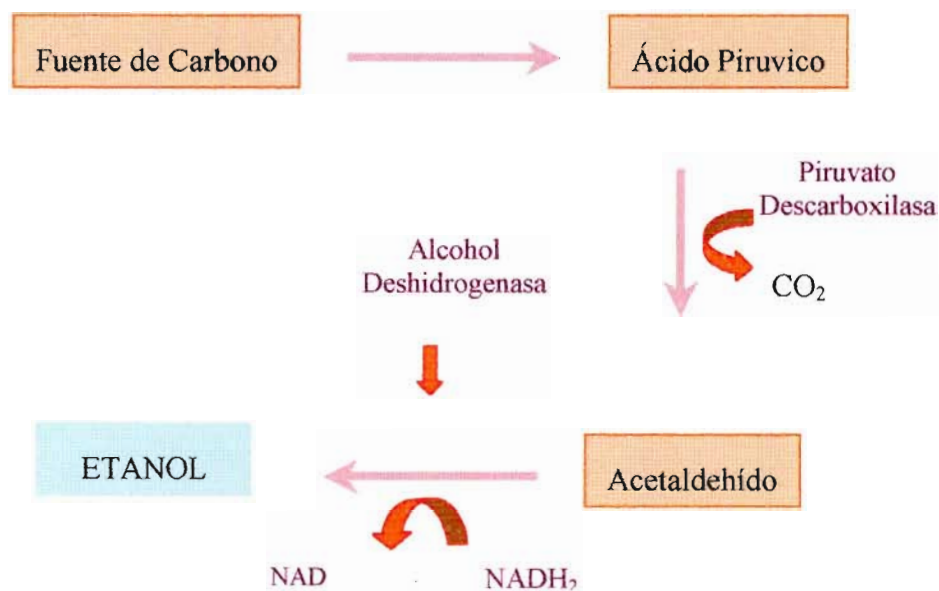 Fuente de Carbono
Ácido Piruvico
Piruvato
Descarboxilasa
CO₂
Alcohol
Deshidrogenasa
ETANOL
Acetaldehído
NAD
NADH₂